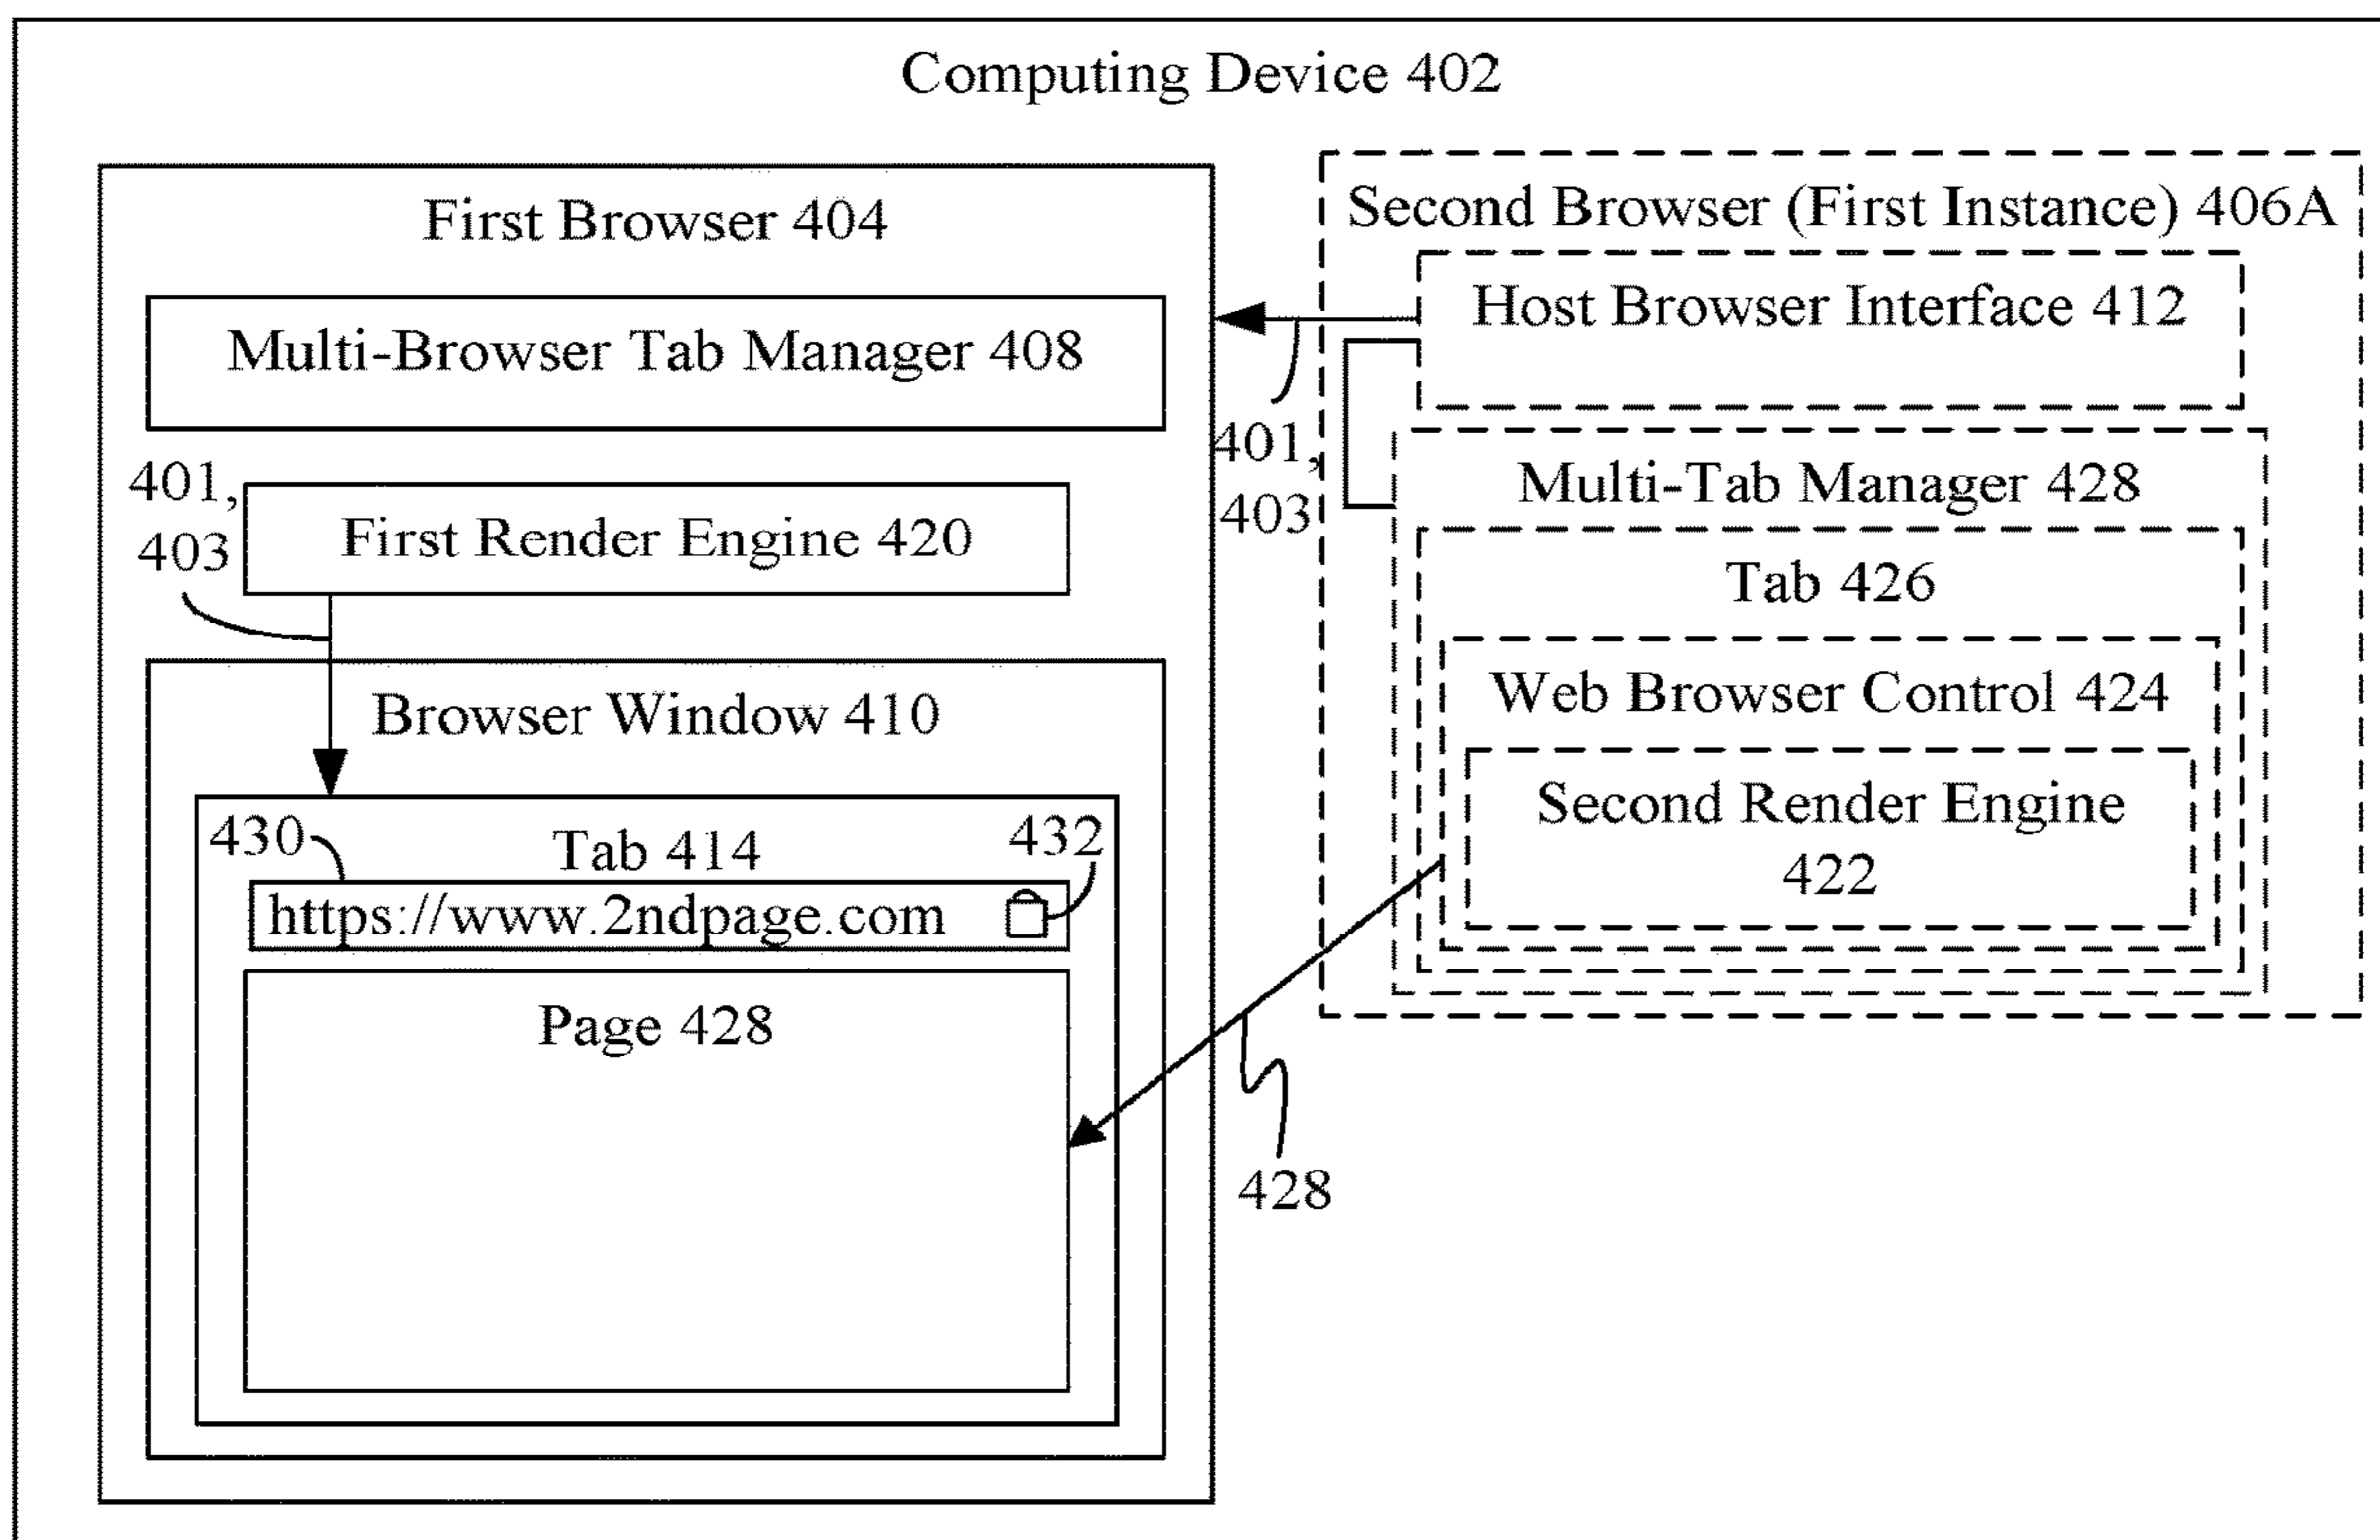 Computing Device 402
First Browser 404
Multi-Browser Tab Manager 408
401,
403
First Render Engine 420
Browser Window 410
430
Tab 414
432
https://www.2ndpage.com
Page 428
Second Browser (First Instance) 406A
Host Browser Interface 412
401,
403
Multi-Tab Manager 428
Tab 426
Web Browser Control 424
Second Render Engine
422
428